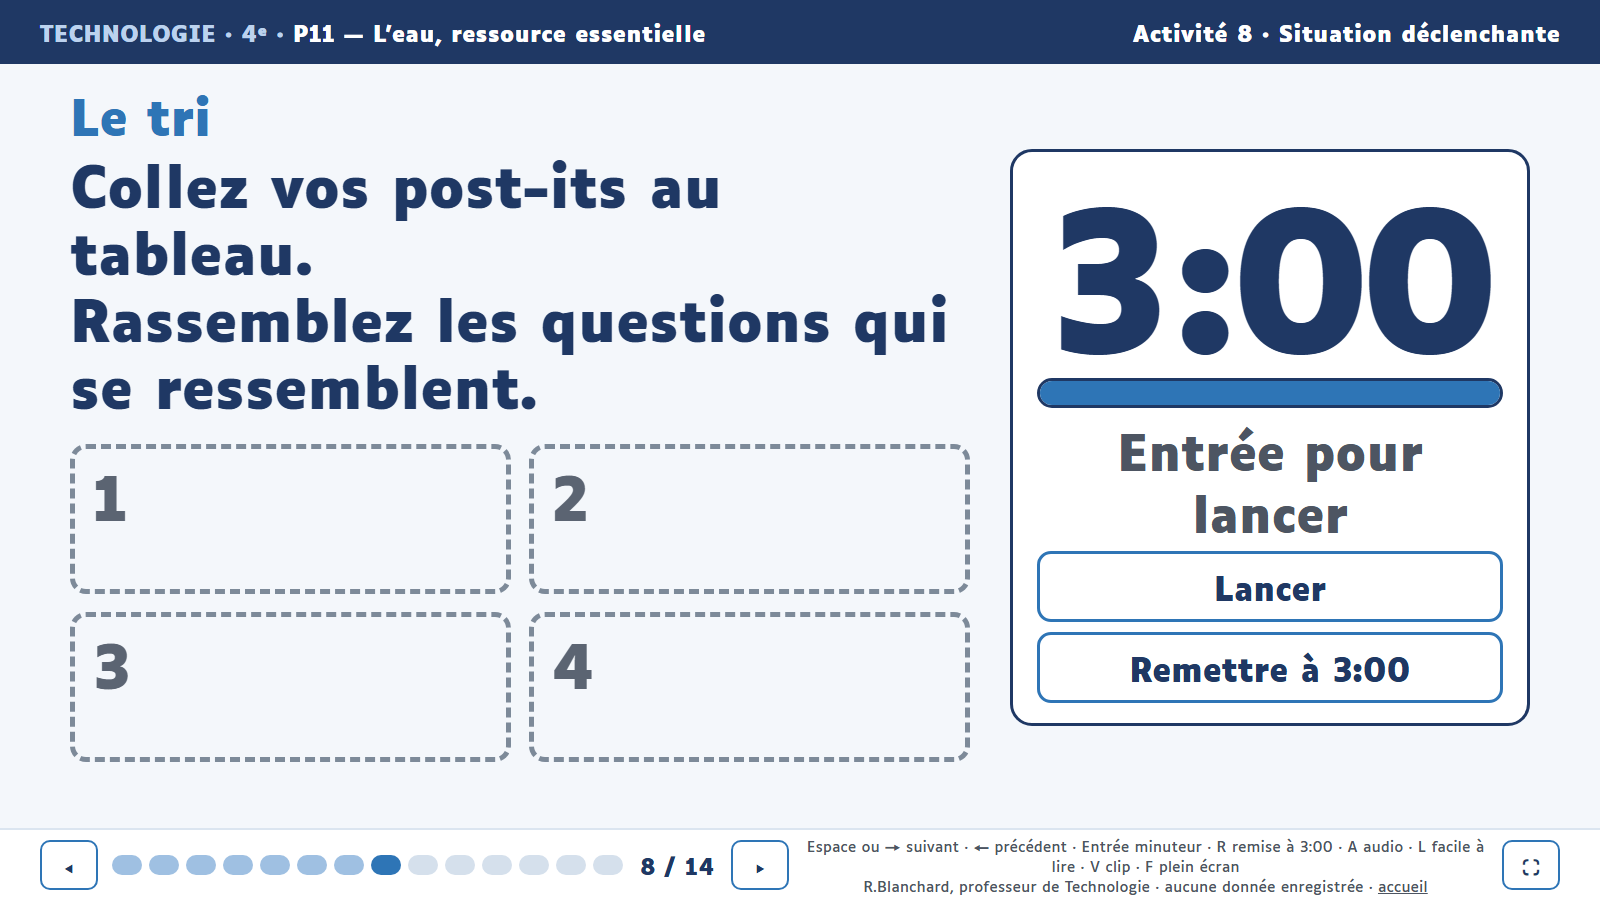 TECHNOLOGIE · 4ᵉ · P11 — L’eau, ressource essentielle
Activité 8 · Situation déclenchante
Le tri
Collez vos post-its au
tableau.
Rassemblez les questions qui
se ressemblent.
1
2
3
4
3:00
Entrée pour
lancer
Lancer
Remettre à 3:00
◂
8 / 14
▸
Espace ou → suivant · ← précédent · Entrée minuteur · R remise à 3:00 · A audio · L facile à
lire · V clip · F plein écran
R.Blanchard, professeur de Technologie · aucune donnée enregistrée · accueil